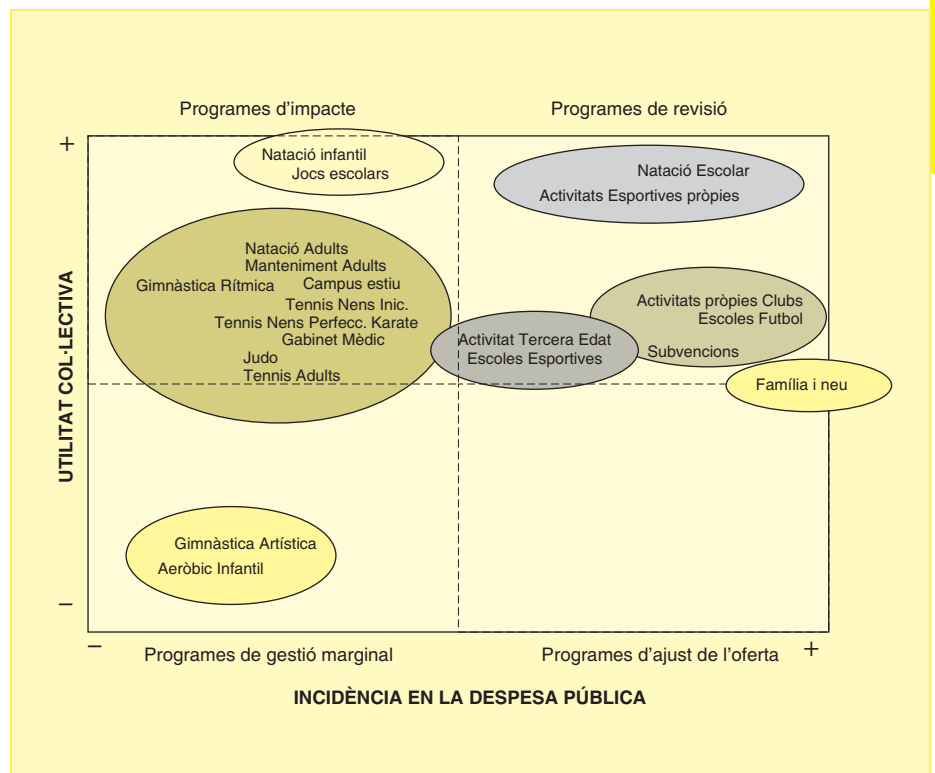 Programes d'impacte
Programes de revisió
+
Natació infantil
Jocs escolars
Natació Escolar
Activitats Esportives pròpies
Natació Adults
Manteniment Adults
Gimnàstica Rítmica Campus estiu
Tennis Nens Inic.
Tennis Nens Perfecc. Karate
Gabinet Mèdic
Judo
Tennis Adults
Activitats pròpies Clubs
Escoles Futbol
Subvencions
Activitat Tercera Edat
Escoles Esportives
Família i neu
UTILITAT COL·LECTIVA
Gimnàstica Artística
Aeròbic Infantil
–
–
Programes de gestió marginal
Programes d'ajust de l'oferta
+
INCIDÈNCIA EN LA DESPESA PÚBLICA